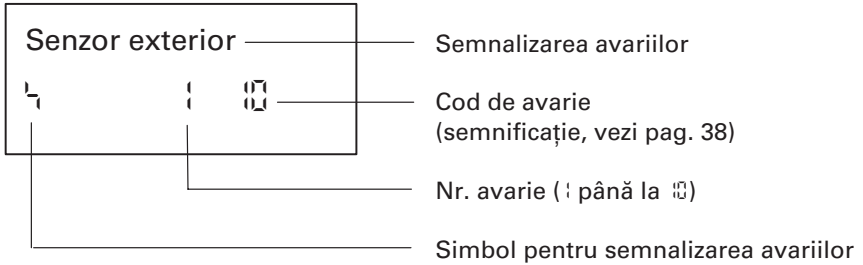 Senzor exterior
Semnalizarea avariilor
1 10
Cod de avarie
(semnificație, vezi pag. 38)
Nr. avarie (1 până la 10)
Simbol pentru semnalizarea avariilor